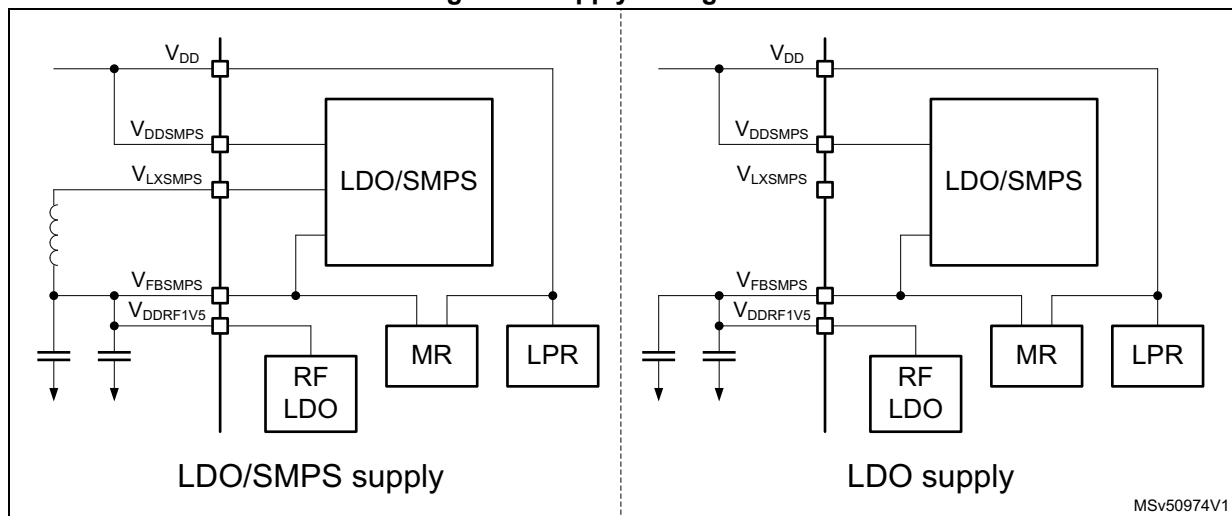 VDD
VDDSMPS
VLXSMPS
LDO/SMPS
VFBSMPS
VDDRF1V5
MR
LPR
RF
LDO
LDO/SMPS supply
VDD
VDDSMPS
VLXSMPS
LDO/SMPS
VFBSMPS
VDDRF1V5
MR
LPR
RF
LDO
LDO supply
MSv50974V1